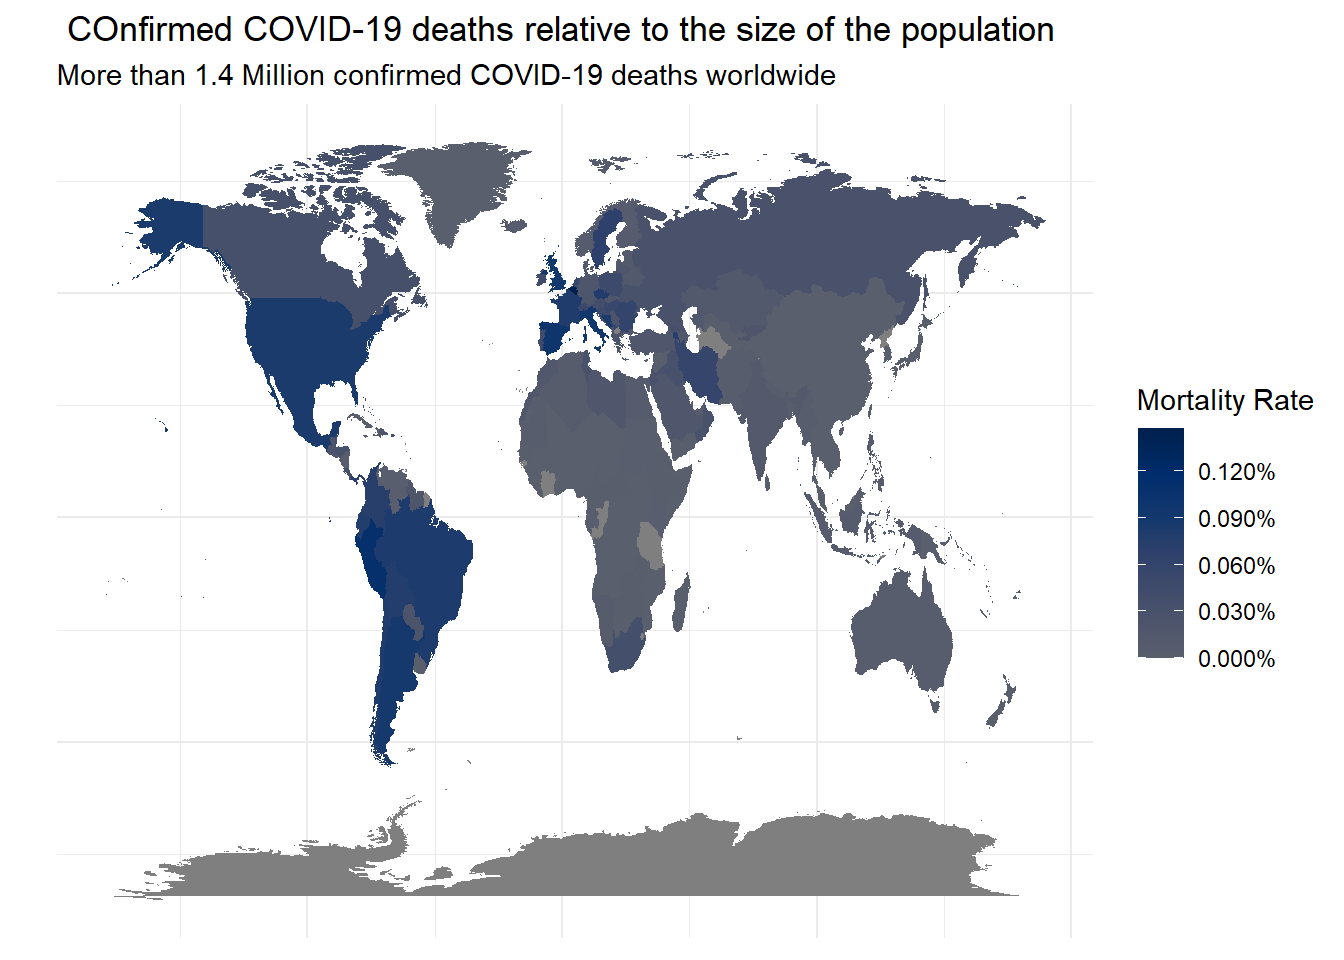 COnfirmed COVID-19 deaths relative to the size of the population
More than 1.4 Million confirmed COVID-19 deaths worldwide
Mortality Rate
0.120%
0.090%
0.060%
0.030%
0.000%